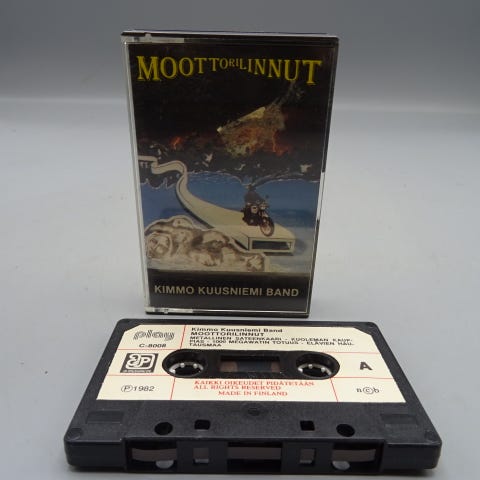 MOOTTORILINNUT
KIMMO KUUSNIEMI BAND
play
C-8008
Kimmo Kuusniemi Band
MOOTTORILINNUT
METALLINEN SATEENKAARI - KUOLEMAN KAUP-
PIAS - 1000 MEGAWATIN TOTUUS - ELÄVIEN HAU-
TAUSMAA
A
℗1982
KAIKKI OIKEUDET PIDÄTETÄÄN
ALL RIGHTS RESERVED
MADE IN FINLAND
n©b